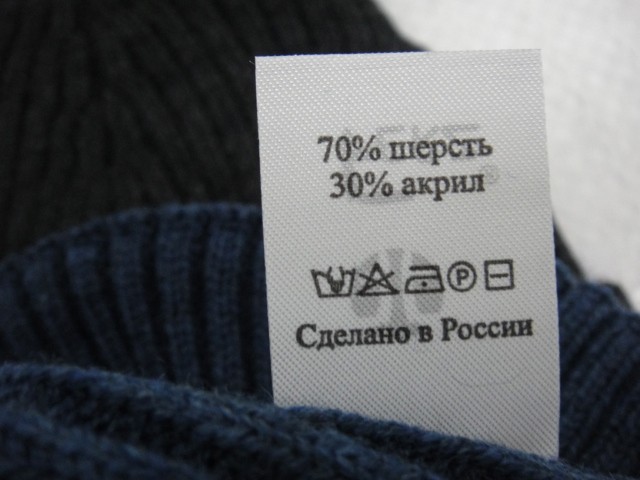 70% шерсть
30% акрил
P
Сделано в России